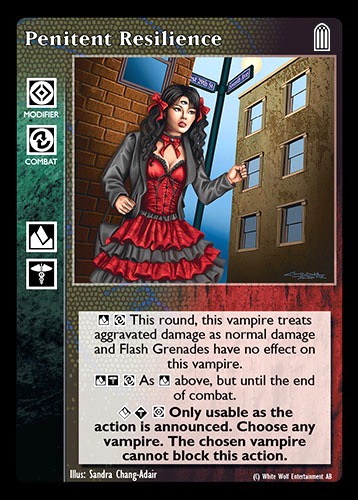 Penitent Resilience
MODIFIER
COMBAT
This round, this vampire treats
aggravated damage as normal damage
and Flash Grenades have no effect on
this vampire.
As above, but until the end
of combat.
Only usable as the
action is announced. Choose any
vampire. The chosen vampire
cannot block this action.
Illus: Sandra Chang-Adair
(C) White Wolf Entertainment AB